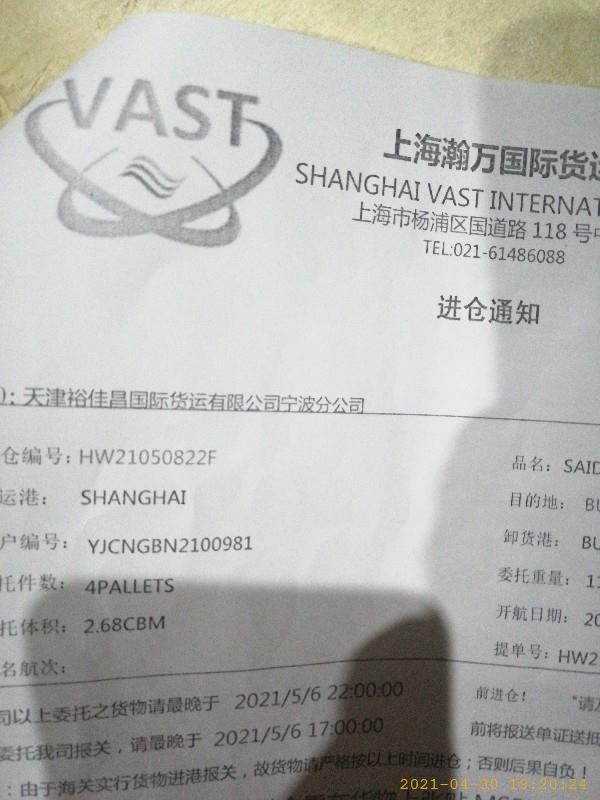 VAST
上海瀚万国际货运
SHANGHAI VAST INTERNAT
上海市杨浦区国道路 118 号中
TEL:021-61486088
进仓通知
): 天津裕佳昌国际货运有限公司宁波分公司
仓编号: HW21050822F
品名: SAID
运港: SHANGHAI
目的地: BU
户编号: YJCNGBN2100981
卸货港: BU
托件数: 4PALLETS
委托重量: 11
托体积: 2.68CBM
开航日期: 20
名航次:
提单号: HW2
司以上委托之货物请最晚于 2021/5/6 22:00:00 前进仓! "请
委托我司报关，请最晚于 2021/5/6 17:00:00 前将报送单证送抵
: 由于海关实行货物进港报关，故货物请严格按以上时间进仓；否则后果自负！
2021-04-30 19:20:24